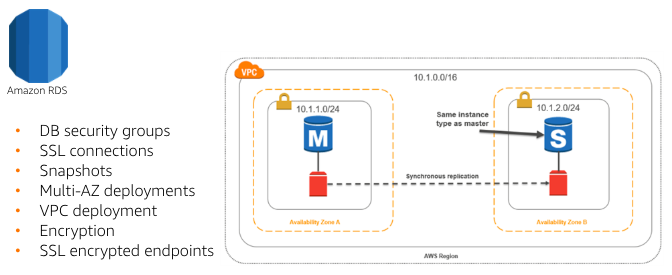 Amazon RDS
• DB security groups
• SSL connections
• Snapshots
• Multi-AZ deployments
• VPC deployment
• Encryption
• SSL encrypted endpoints
VPC
10.1.0.0/16
10.1.1.0/24
M
Availability Zone A
Same instance
type as master
10.1.2.0/24
S
Availability Zone B
Synchronous replication
AWS Region